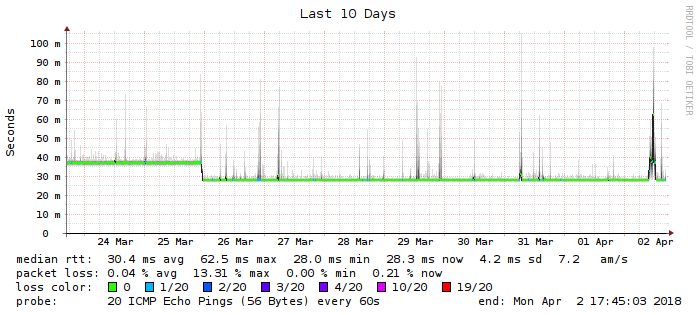 Last 10 Days
RRDTOOL / TOBI OETIKER
Seconds
100 m
90 m
80 m
70 m
60 m
50 m
40 m
30 m
20 m
10 m
0
24 Mar 25 Mar 26 Mar 27 Mar 28 Mar 29 Mar 30 Mar 31 Mar 01 Apr 02 Apr
median rtt: 30.4 ms avg 62.5 ms max 28.0 ms min 28.3 ms now 4.2 ms sd 7.2 am/s
packet loss: 0.04 % avg 13.31 % max 0.00 % min 0.21 % now
loss color: 0 1/20 2/20 3/20 4/20 10/20 19/20
probe: 20 ICMP Echo Pings (56 Bytes) every 60s end: Mon Apr 2 17:45:03 2018